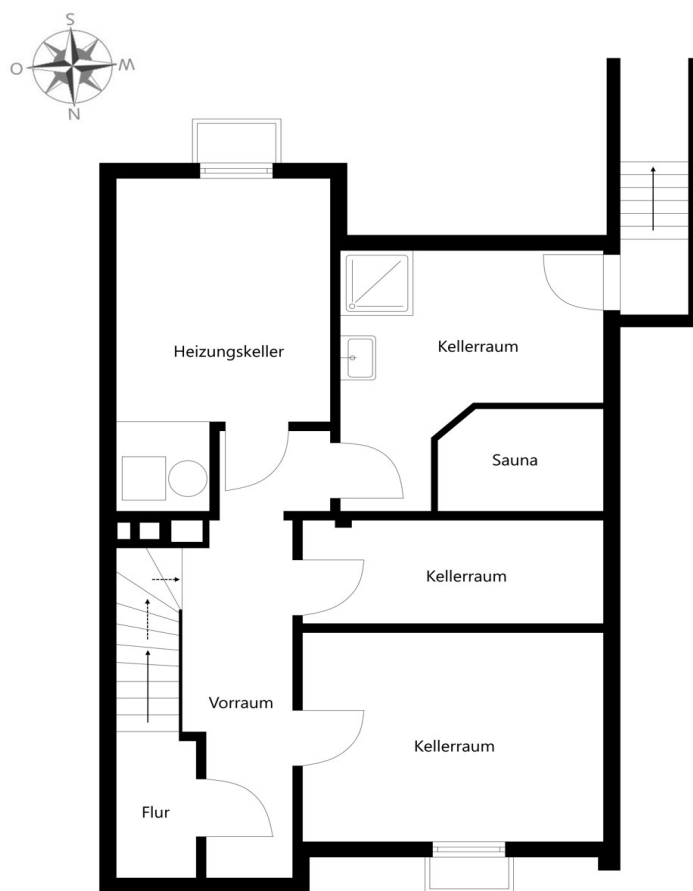 S
O
W
N
Heizungskeller
Kellerraum
Sauna
Kellerraum
Vorraum
Kellerraum
Flur